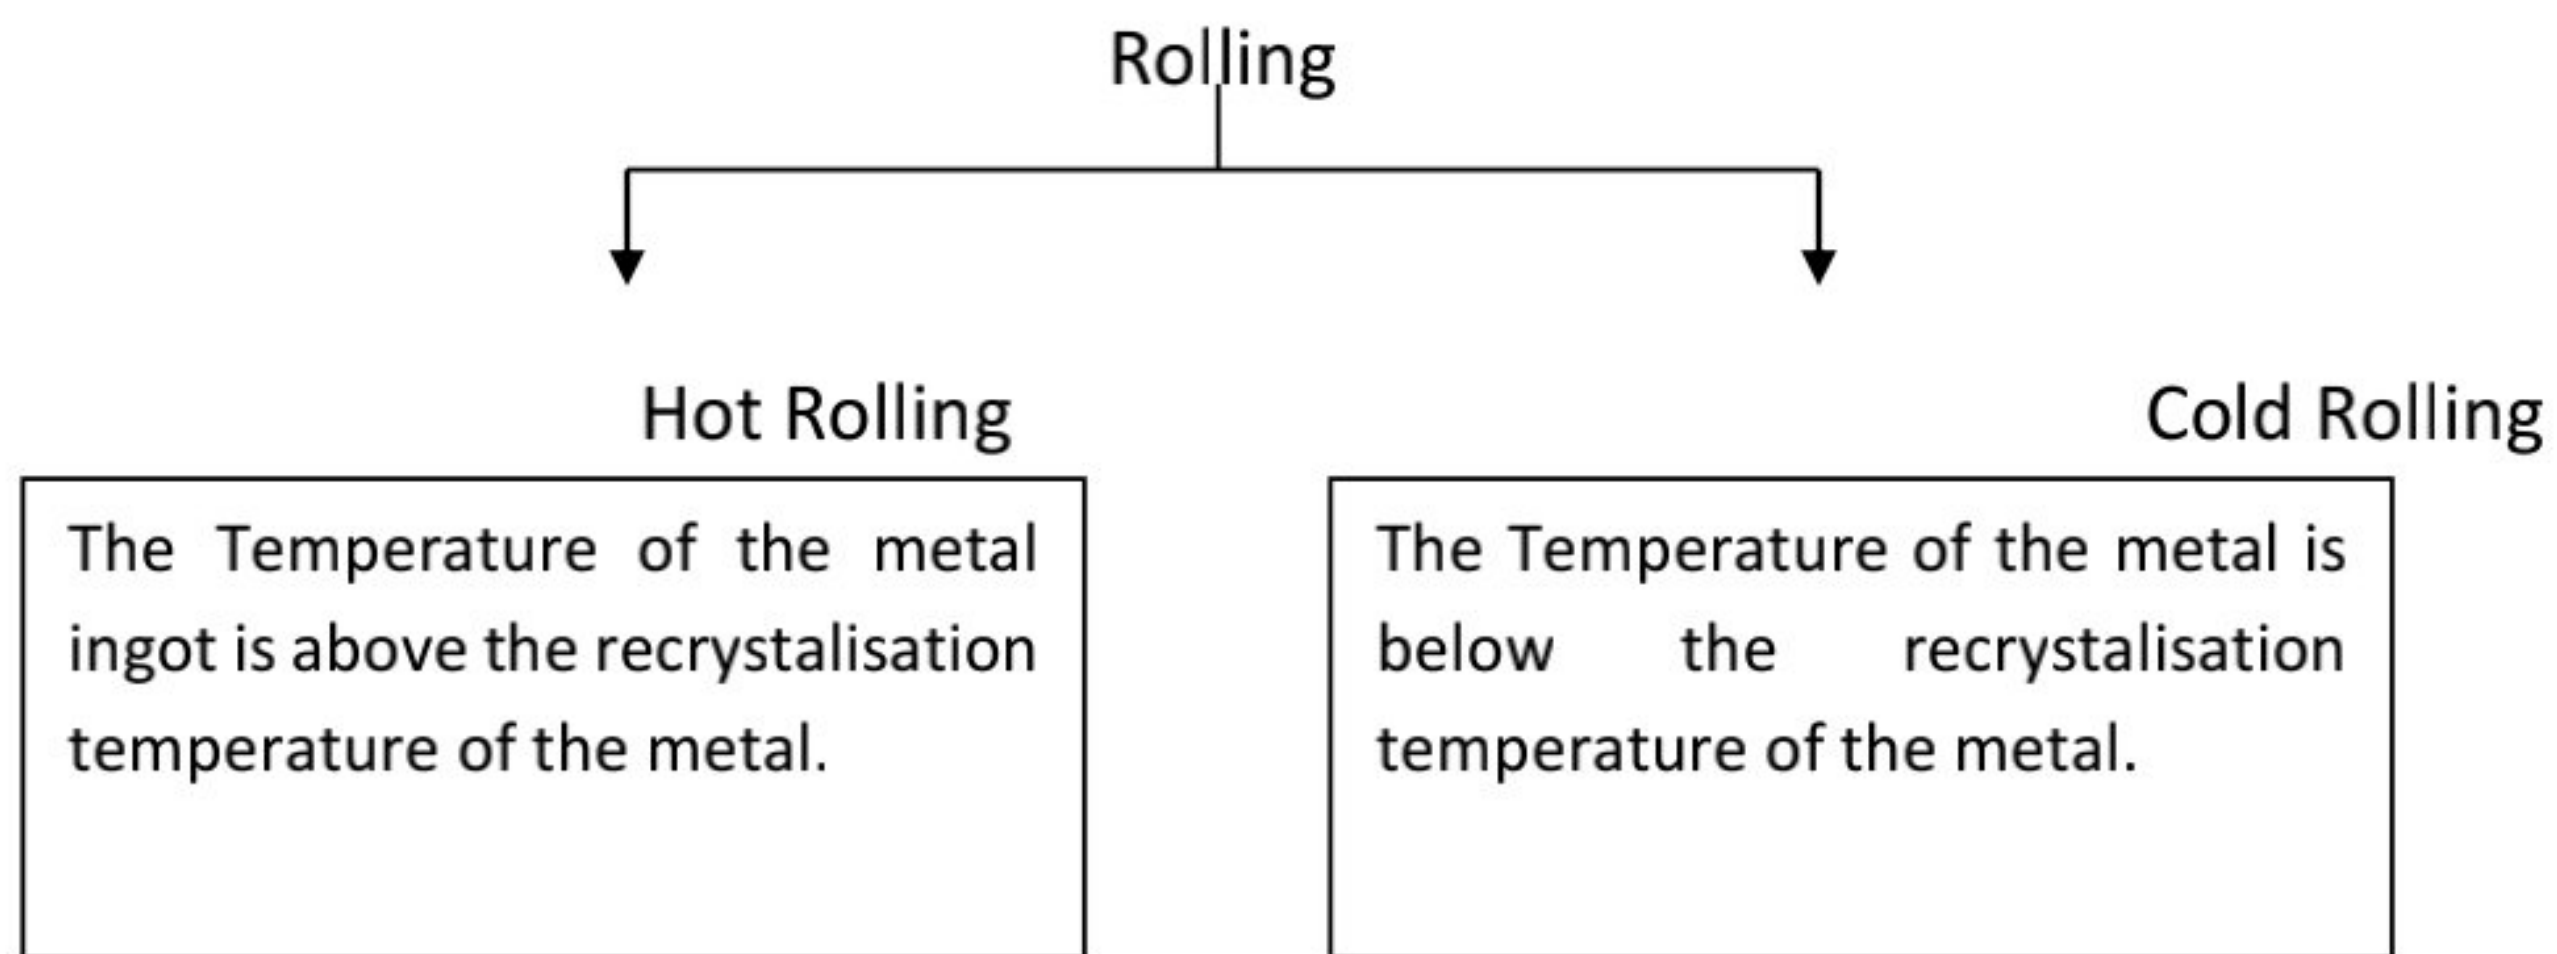 Rolling
Hot Rolling
Cold Rolling
The Temperature of the metal
ingot is above the recrystalisation
temperature of the metal.
The Temperature of the metal is
below the recrystalisation
temperature of the metal.